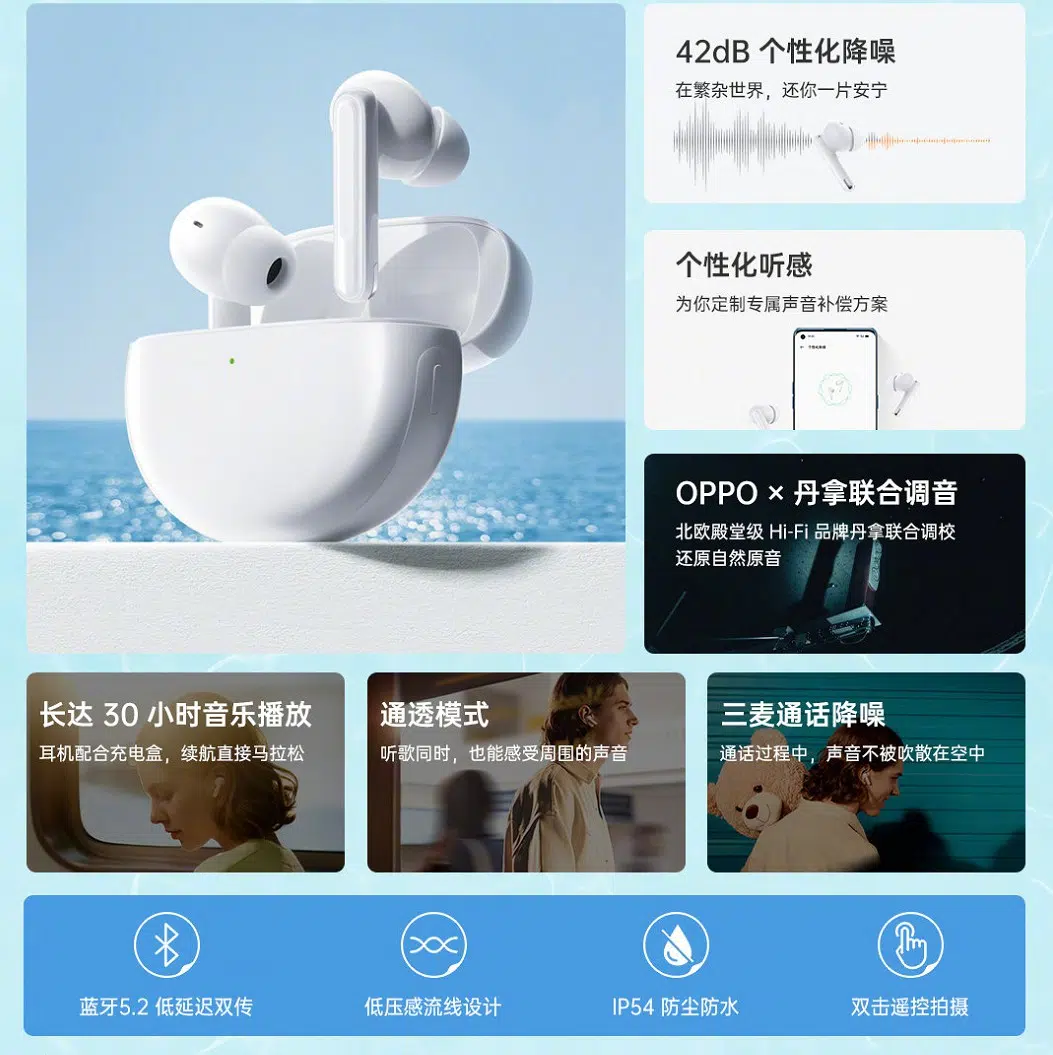 42dB 个性化降噪
在繁杂世界，还你一片安宁
个性化听感
为你定制专属声音补偿方案
OPPO × 丹拿联合调音
北欧殿堂级 Hi-Fi 品牌丹拿联合调校
还原自然原音
长达 30 小时音乐播放
耳机配合充电盒，续航直接马拉松
通透模式
听歌同时，也能感受周围的声音
三麦通话降噪
通话过程中，声音不被吹散在空中
蓝牙5.2 低延迟双传
低压感流线设计
IP54 防尘防水
双击遥控拍摄